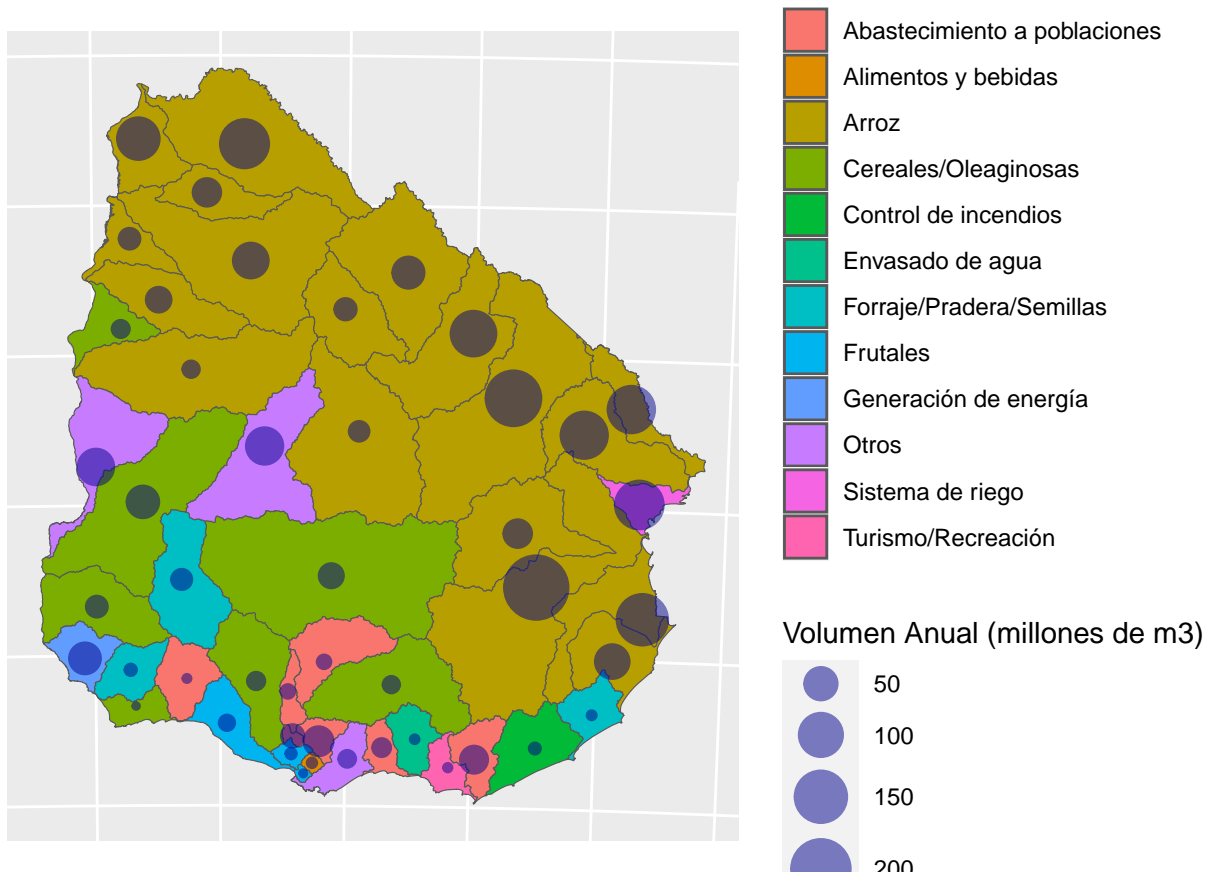 Abastecimiento a poblaciones
Alimentos y bebidas
Arroz
Cereales/Oleaginosas
Control de incendios
Envasado de agua
Forraje/Pradera/Semillas
Frutales
Generación de energía
Otros
Sistema de riego
Turismo/Recreación
Volumen Anual (millones de m3)
50
100
150
200